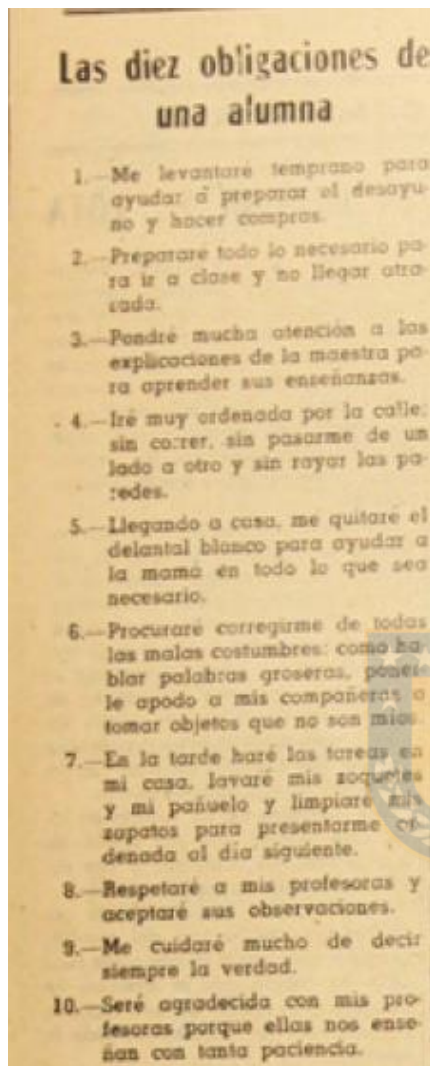 Las diez obligaciones de
una alumna
1.—Me levantaré temprano para
ayudar a preparar el desayu-
no y hacer compras.
2.—Prepararé todo lo necesario pa-
ra ir a clase y no llegar atra-
sada.
3.—Pondré mucha atención a las
explicaciones de la maestra pa-
ra aprender sus enseñanzas.
4.—Iré muy ordenada por la calle;
sin correr, sin pasarme de un
lado a otro y sin rayar las pa-
redes.
5.—Llegando a casa, me quitaré el
delantal blanco para ayudar a
la mamá en todo lo que sea
necesario.
6.—Procuraré corregirme de todas
las malas costumbres: como ha-
blar palabras groseras, poner-
le apodo a mis compañeras o
tomar objetos que no son míos.
7.—En la tarde haré las tareas en
mi casa, lavaré mis zoquetes
y mi pañuelo y limpiaré mis
zapatos para presentarme or-
denada al día siguiente.
8.—Respetaré a mis profesoras y
aceptaré sus observaciones.
9.—Me cuidaré mucho de decir
siempre la verdad.
10.—Seré agradecida con mis pro-
fesoras porque ellas nos ense-
ñan con tanta paciencia.